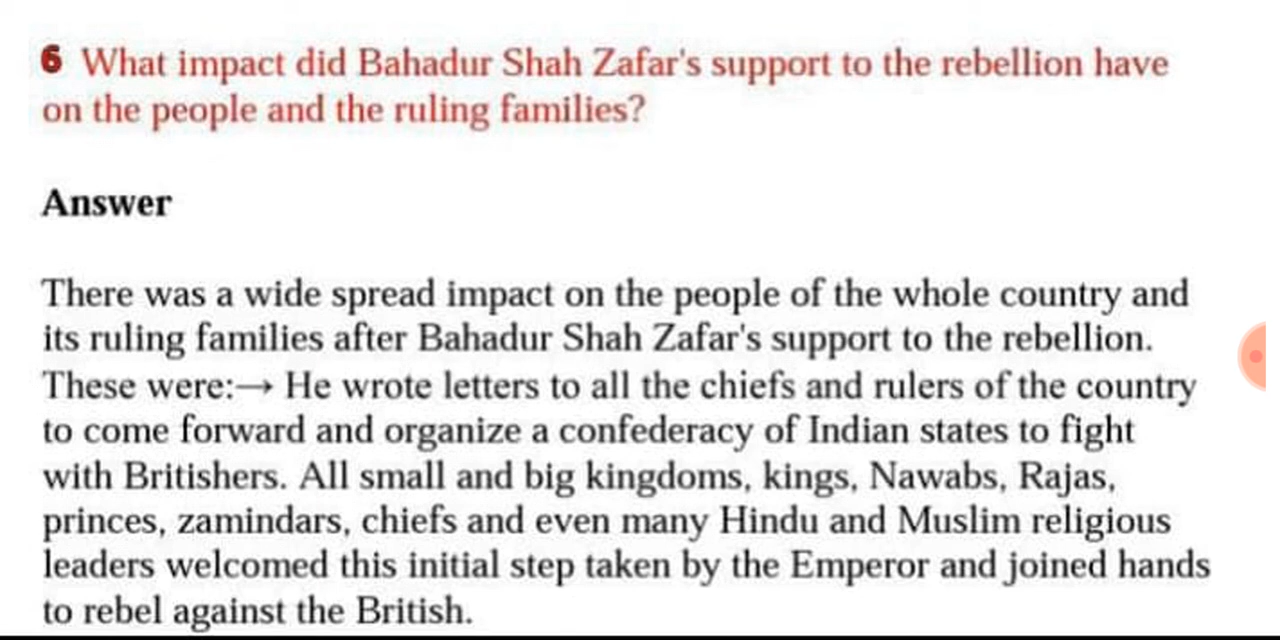 6 What impact did Bahadur Shah Zafar's support to the rebellion have
on the people and the ruling families?
Answer
There was a wide spread impact on the people of the whole country and
its ruling families after Bahadur Shah Zafar's support to the rebellion.
These were:→ He wrote letters to all the chiefs and rulers of the country
to come forward and organize a confederacy of Indian states to fight
with Britishers. All small and big kingdoms, kings, Nawabs, Rajas,
princes, zamindars, chiefs and even many Hindu and Muslim religious
leaders welcomed this initial step taken by the Emperor and joined hands
to rebel against the British.